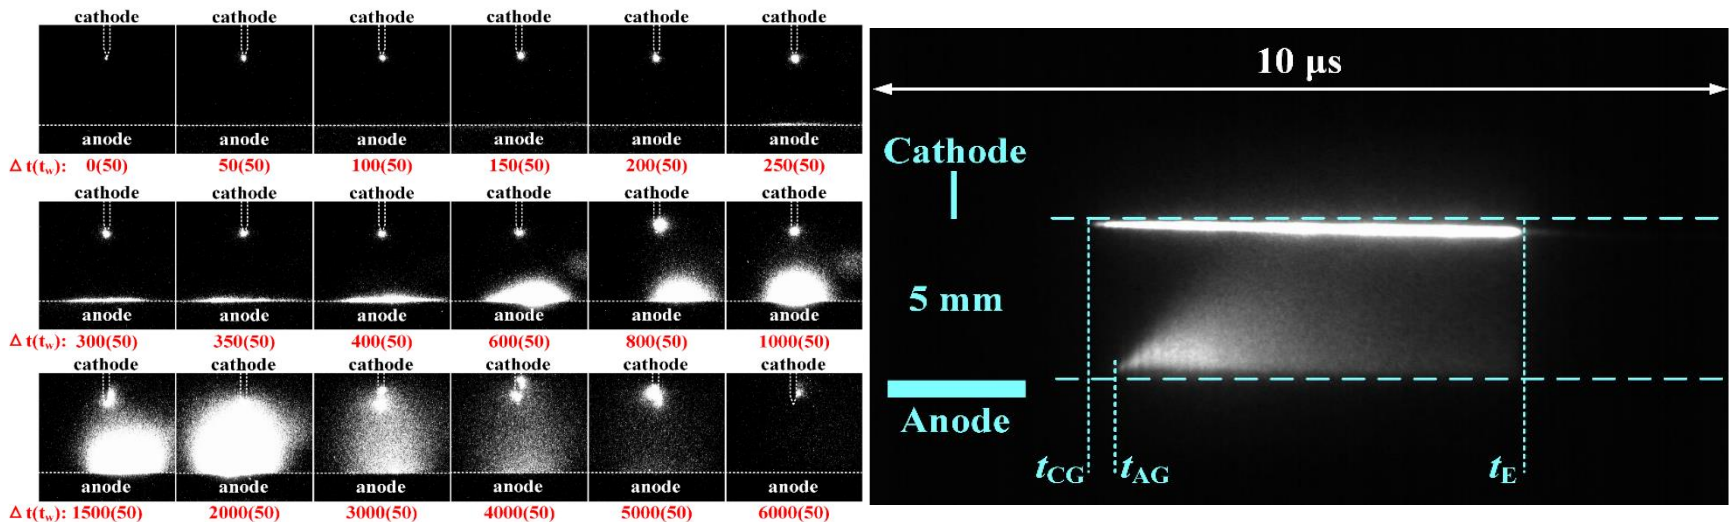 cathode cathode cathode cathode cathode cathode
anode anode anode anode anode anode
Δ t(tw): 0(50) 50(50) 100(50) 150(50) 200(50) 250(50)
cathode cathode cathode cathode cathode cathode
anode anode anode anode anode anode
Δ t(tw): 300(50) 350(50) 400(50) 600(50) 800(50) 1000(50)
cathode cathode cathode cathode cathode cathode
anode anode anode anode anode anode
Δ t(tw): 1500(50) 2000(50) 3000(50) 4000(50) 5000(50) 6000(50)
10 μs
Cathode
5 mm
Anode
tCG tAG tE